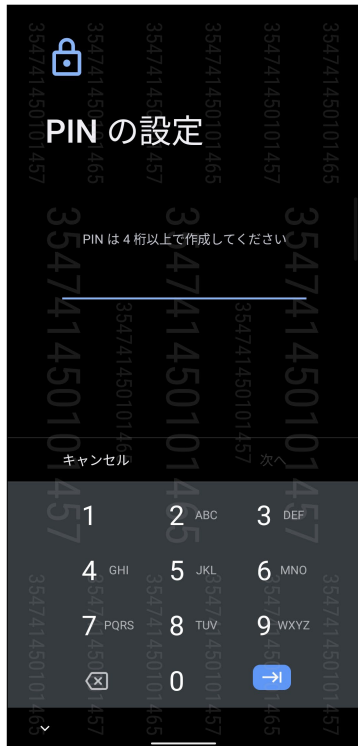 PIN の設定
PIN は 4 桁以上で作成してください
キャンセル
次へ
1
2 ABC
3 DEF
4 GHI
5 JKL
6 MNO
7 PQRS
8 TUV
9 WXYZ
0
354741450101457
354741450101465